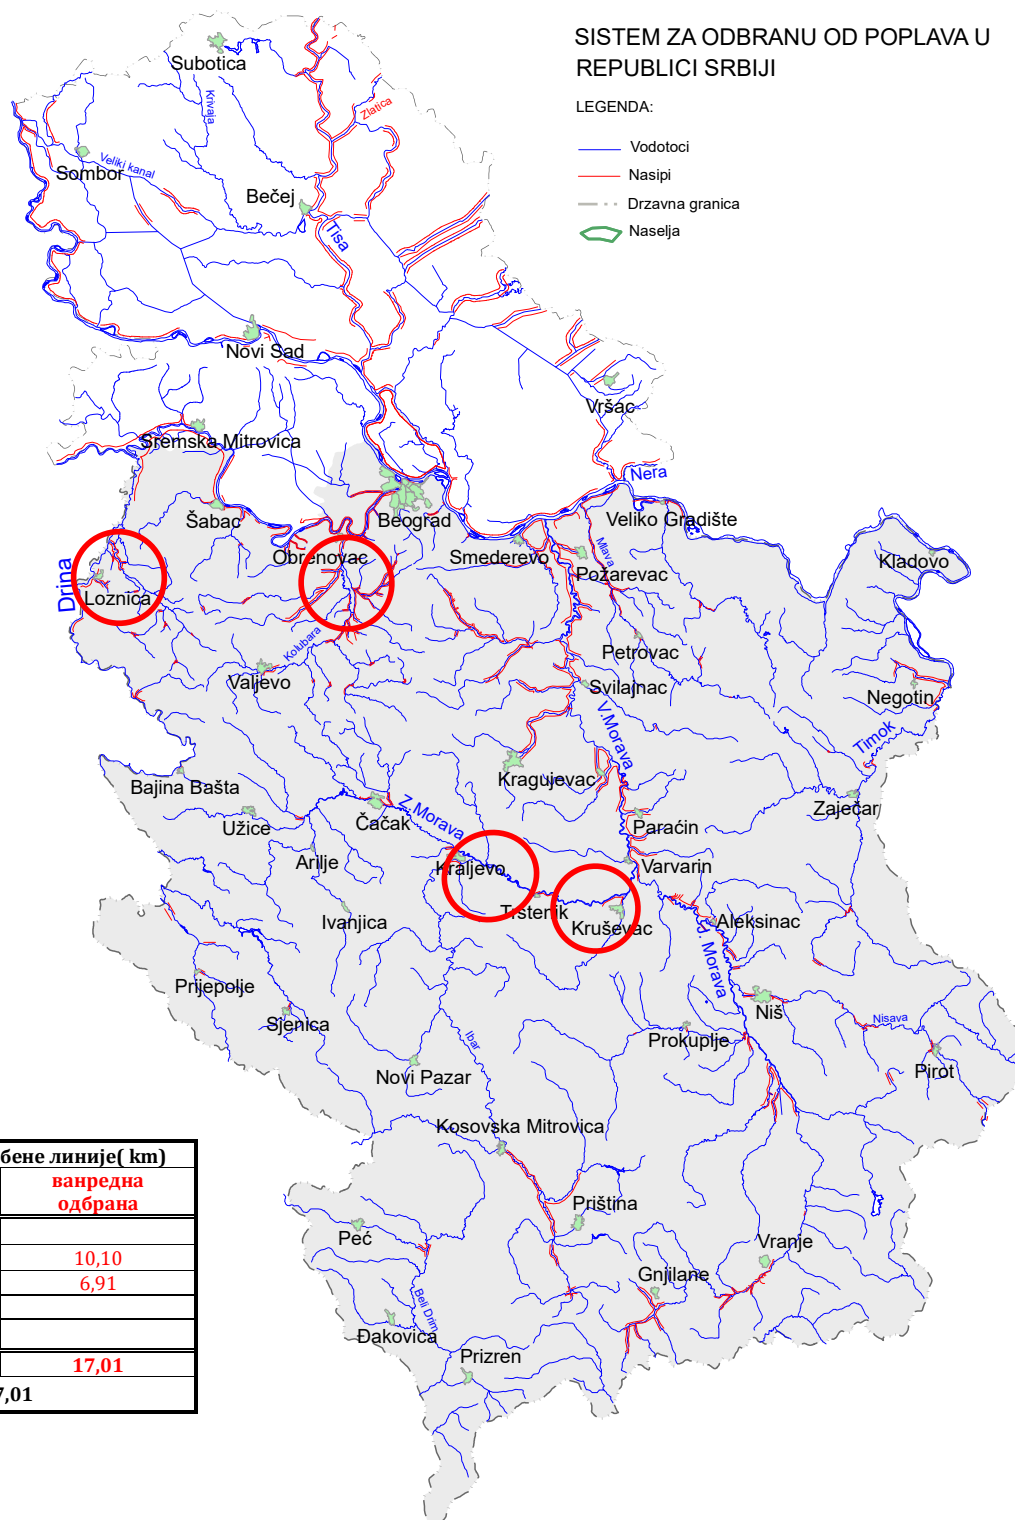 SISTEM ZA ODBRANU OD POPLAVA U
REPUBLICI SRBIJI
LEGENDA:
Vodotoci
Nasipi
Drzavna granica
Naselja
Subotica
Krivaja
Zlatica
Sombor
Veliki kanal
Bečej
Tisa
Novi Sad
Vršac
Sremska Mitrovica
Nera
Šabac
Beograd
Veliko Gradište
Obrenovac
Smederevo
Mlava
Požarevac
Kladovo
Drina
Loznica
Kolubara
Petrovac
Valjevo
Svilajnac
Negotin
V.Morava
Timok
Bajina Bašta
Kragujevac
Užice
Čačak
Z.Morava
Paraćin
Zaječar
Arilje
Kraljevo
Varvarin
Ivanjica
Trstenik
Kruševac
Aleksinac
J. Morava
Prijepolje
Sjenica
Niš
Nisava
Ibar
Prokuplje
Pirot
Novi Pazar
Kosovska Mitrovica
Priština
Peć
Vranje
Gnjilane
Beli Drim
Đakovica
Prizren
бене линије( km)
ванредна
одбрана
10,10
6,91
17,01
7,01